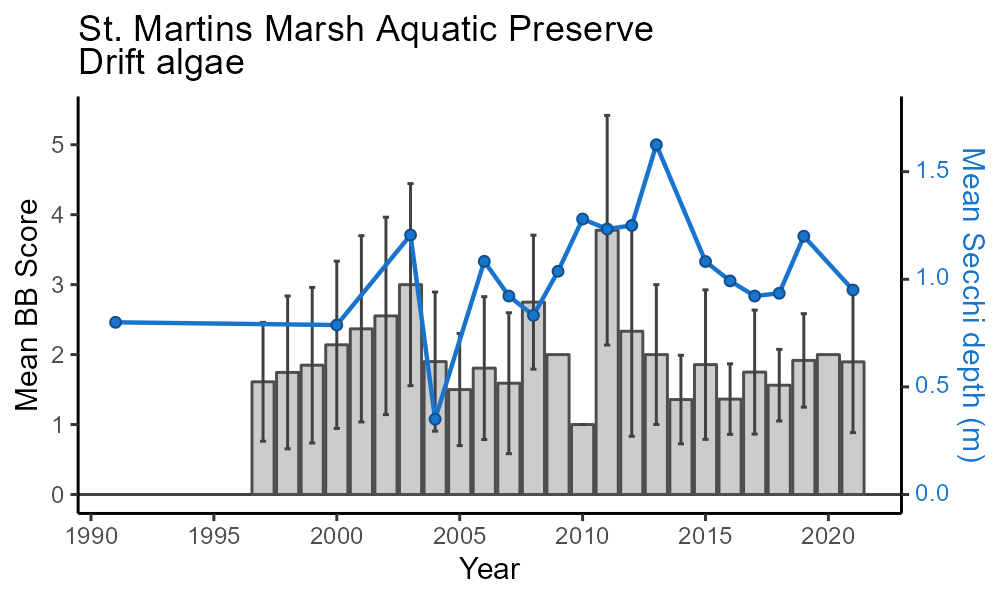 St. Martins Marsh Aquatic Preserve
Drift algae
Mean BB Score
5
4
3
2
1
0
1.5
1.0
0.5
0.0
Mean Secchi depth (m)
1990 1995 2000 2005 2010 2015 2020
Year